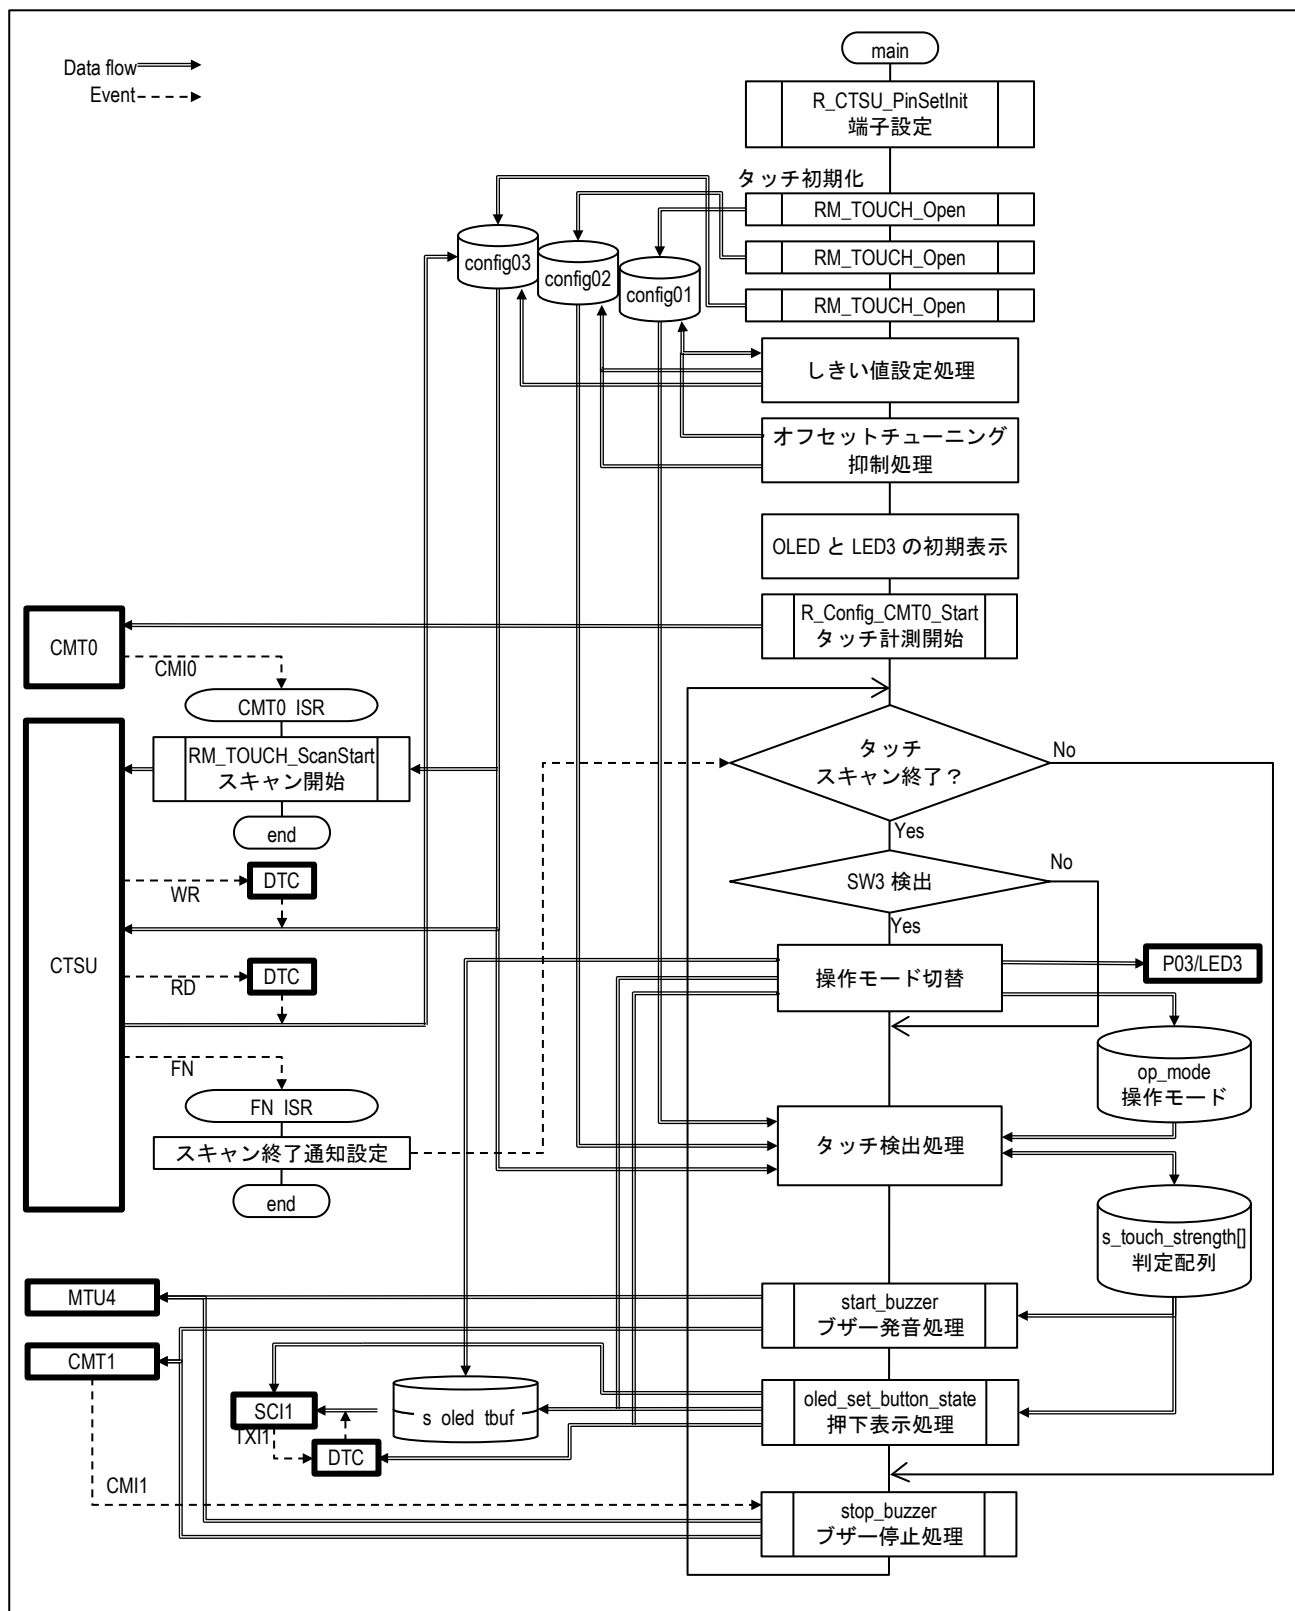 main
Data flow
Event
R_CTSU_PinSetInit
端子設定
タッチ初期化
RM_TOUCH_Open
RM_TOUCH_Open
RM_TOUCH_Open
config03
config02
config01
しきい値設定処理
オフセットチューニング
抑制処理
OLED と LED3 の初期表示
R_Config_CMT0_Start
タッチ計測開始
CMT0
CMI0
CMT0 ISR
RM_TOUCH_ScanStart
スキャン開始
end
タッチ
スキャン終了？
No
Yes
SW3 検出
No
Yes
CTSU
WR
DTC
RD
DTC
FN
FN ISR
スキャン終了通知設定
end
操作モード切替
P03/LED3
op_mode
操作モード
タッチ検出処理
s_touch_strength[]
判定配列
MTU4
start_buzzer
ブザー発音処理
CMT1
SCI1
s oled tbuf
oled_set_button_state
押下表示処理
TXI1
DTC
CMI1
stop_buzzer
ブザー停止処理